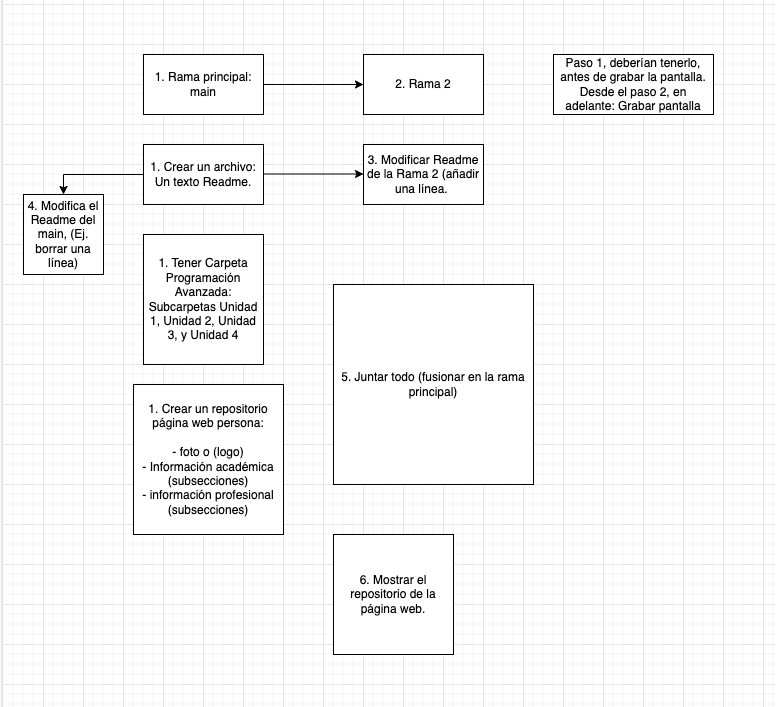 1. Rama principal:
main
2. Rama 2
Paso 1, deberían tenerlo,
antes de grabar la pantalla.
Desde el paso 2, en
adelante: Grabar pantalla
1. Crear un archivo:
Un texto Readme.
3. Modificar Readme
de la Rama 2 (añadir
una línea.
4. Modifica el
Readme del
main, (Ej.
borrar una
línea)
1. Tener Carpeta
Programación
Avanzada:
Subcarpetas Unidad
1, Unidad 2, Unidad
3, y Unidad 4
5. Juntar todo (fusionar en la rama
principal)
1. Crear un repositorio
página web persona:
- foto o (logo)
- Información académica
(subsecciones)
- información profesional
(subsecciones)
6. Mostrar el
repositorio de la
página web.